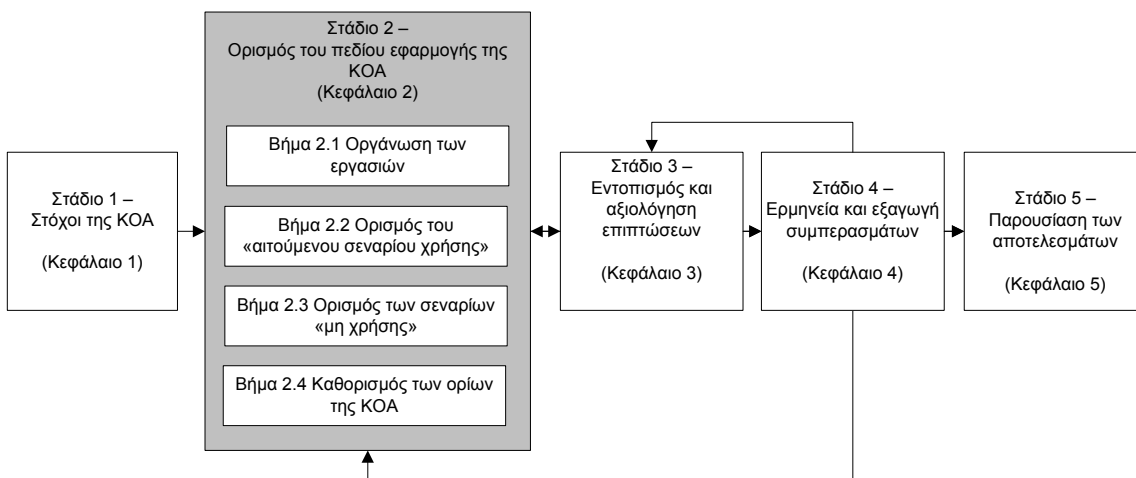 Στάδιο 1 –
Στόχοι της ΚΟΑ
(Κεφάλαιο 1)
Στάδιο 2 –
Ορισμός του πεδίου εφαρμογής της
ΚΟΑ
(Κεφάλαιο 2)
Βήμα 2.1 Οργάνωση των
εργασιών
Βήμα 2.2 Ορισμός του
«αιτούμενου σεναρίου χρήσης»
Βήμα 2.3 Ορισμός των σεναρίων
«μη χρήσης»
Βήμα 2.4 Καθορισμός των ορίων
της ΚΟΑ
Στάδιο 3 –
Εντοπισμός και
αξιολόγηση
επιπτώσεων
(Κεφάλαιο 3)
Στάδιο 4 –
Ερμηνεία και εξαγωγή
συμπερασμάτων
(Κεφάλαιο 4)
Στάδιο 5 –
Παρουσίαση των
αποτελεσμάτων
(Κεφάλαιο 5)